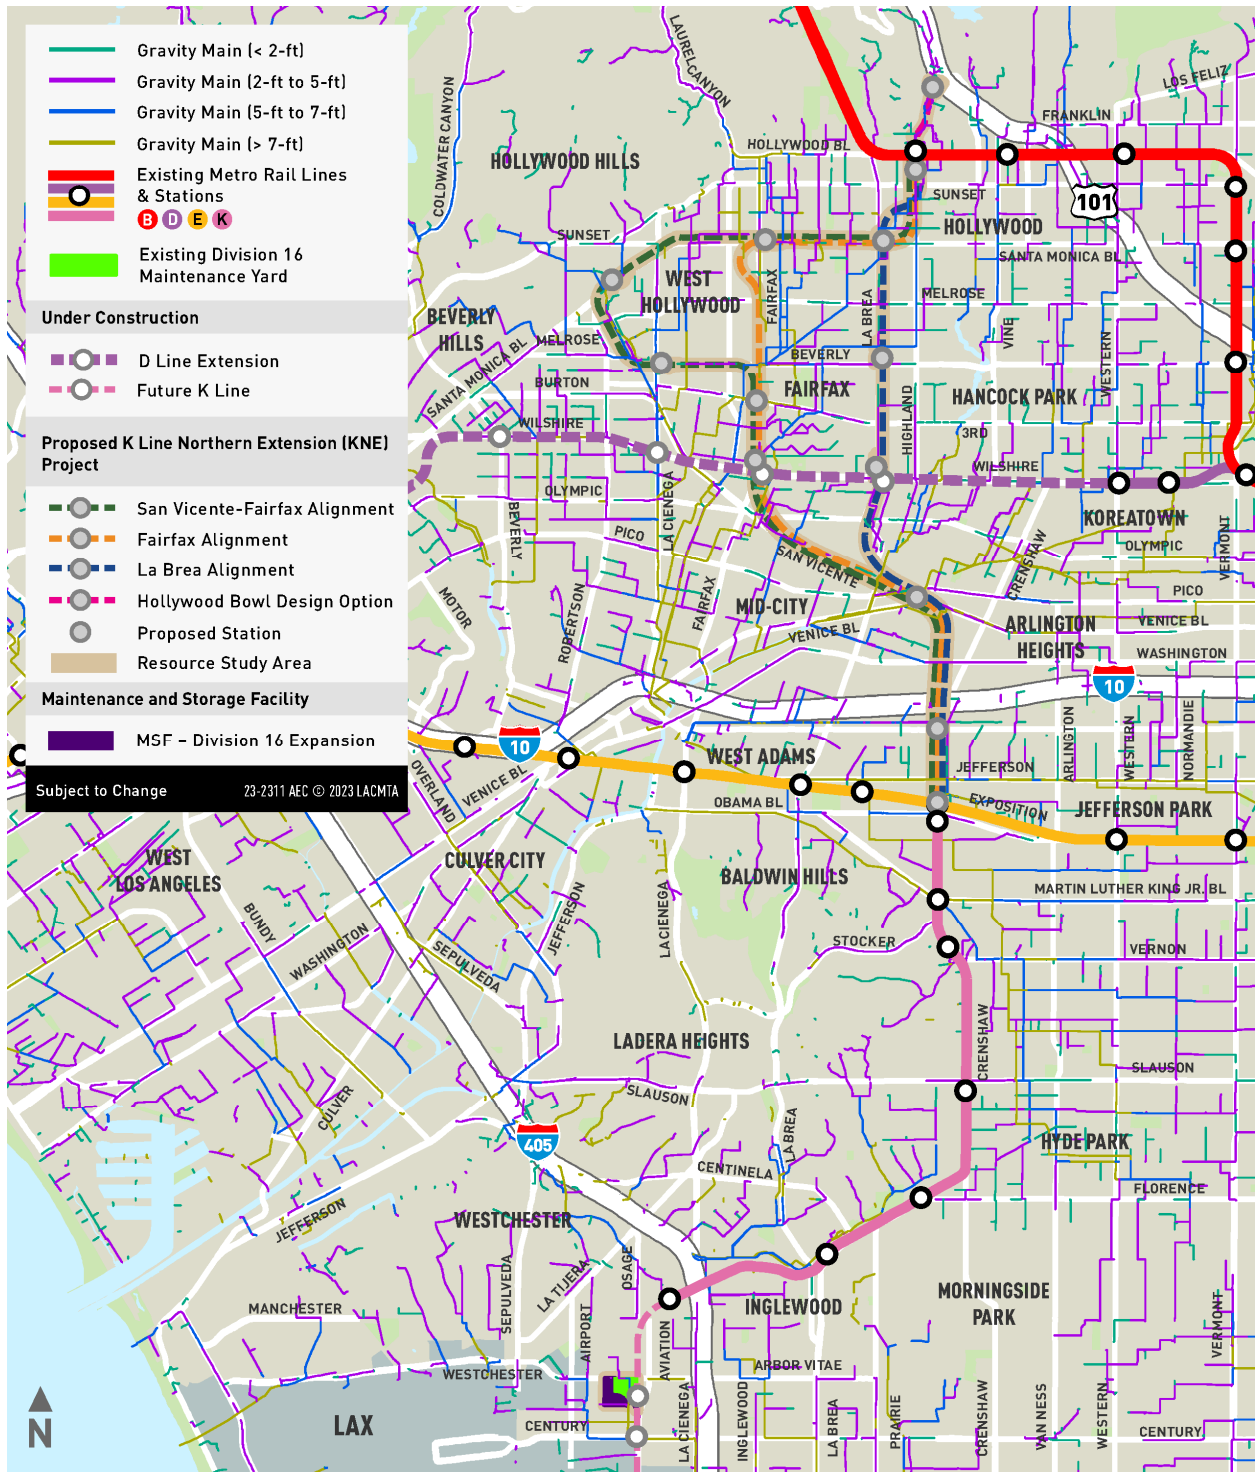 Gravity Main (< 2-ft)
Gravity Main (2-ft to 5-ft)
Gravity Main (5-ft to 7-ft)
Gravity Main (> 7-ft)
Existing Metro Rail Lines
& Stations
B D E K
Existing Division 16
Maintenance Yard
Under Construction
D Line Extension
Future K Line
Proposed K Line Northern Extension (KNE)
Project
San Vicente-Fairfax Alignment
Fairfax Alignment
La Brea Alignment
Hollywood Bowl Design Option
Proposed Station
Resource Study Area
Maintenance and Storage Facility
MSF – Division 16 Expansion
Subject to Change
23-2311 AEC © 2023 LACMTA
COLDWATER CANYON
LAUREL CANYON
LOS FELIZ
FRANKLIN
HOLLYWOOD BL
HOLLYWOOD HILLS
SUNSET
101
HOLLYWOOD
SUNSET
SANTA MONICA BL
WEST
HOLLYWOOD
FAIRFAX
LA BREA
MELROSE
VINE
WESTERN
BEVERLY
HILLS
MELROSE
SANTA MONICA BL
BEVERLY
BURTON
FAIRFAX
HANCOCK PARK
HIGHLAND
WILSHIRE
3RD
WILSHIRE
OLYMPIC
BEVERLY
LA CIENEGA
PICO
KOREATOWN
OLYMPIC
VERMONT
CRENSHAW
SAN VICENTE
MOTOR
ROBERTSON
FAIRFAX
MID-CITY
VENICE BL
PICO
ARLINGTON
HEIGHTS
VENICE BL
WASHINGTON
10
10
ARLINGTON
WESTERN
NORMANDIE
WEST ADAMS
JEFFERSON
OVERLAND
VENICE BL
OBAMA BL
EXPOSITION
JEFFERSON PARK
WEST
LOS ANGELES
CULVER CITY
BALDWIN HILLS
MARTIN LUTHER KING JR. BL
BUNDY
WASHINGTON
SEPULVEDA
JEFFERSON
LA CIENEGA
STOCKER
VERNON
LADERA HEIGHTS
CRENSHAW
SLAUSON
SLAUSON
CULVER
405
LA BREA
HYDE PARK
CENTINELA
FLORENCE
JEFFERSON
WESTCHESTER
SEPULVEDA
LA TIJERA
OSAGE
MANCHESTER
AIRPORT
AVIATION
INGLEWOOD
MORNINGSIDE
PARK
VERMONT
WESTCHESTER
ARBOR VITAE
N
LAX
CENTURY
LA CIENEGA
INGLEWOOD
LA BREA
PRAIRIE
CRENSHAW
VAN NESS
WESTERN
CENTURY